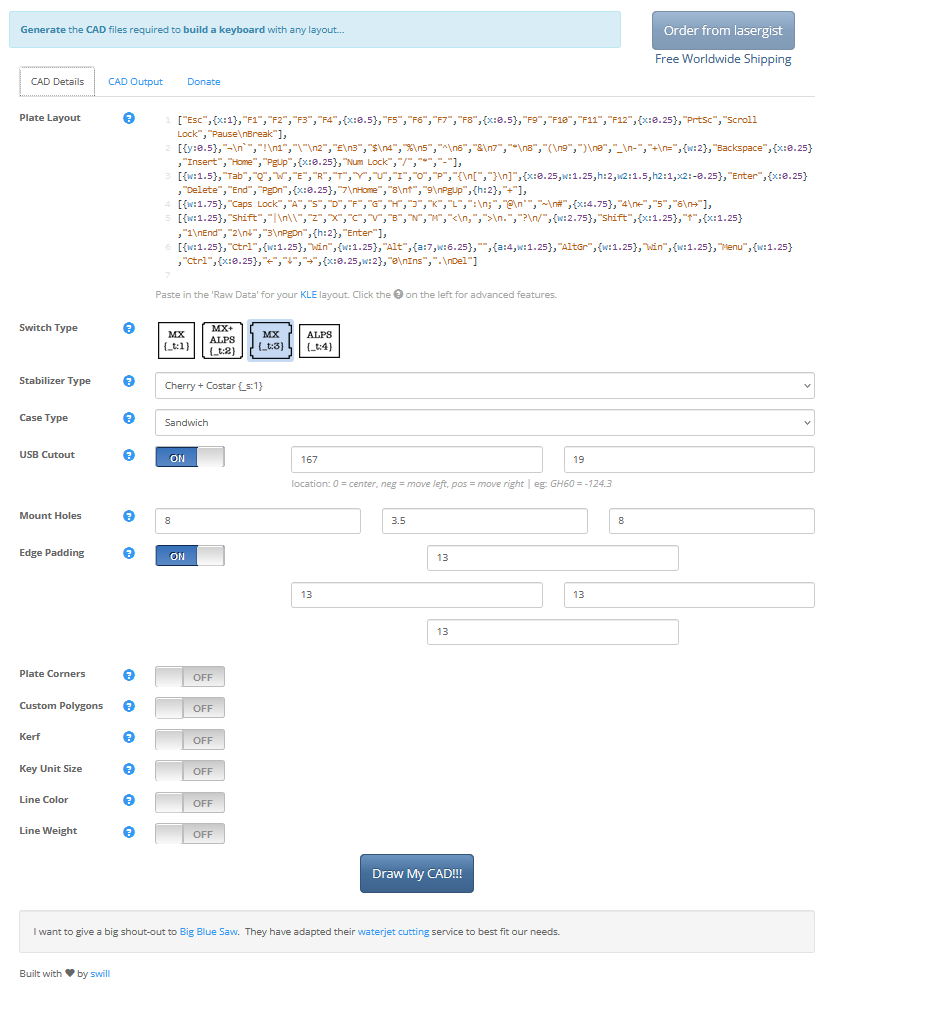 Generate the CAD files required to build a keyboard with any layout...
Order from lasergist
Free Worldwide Shipping
CAD Details
CAD Output
Donate
Plate Layout
1 ["Esc",{x:1},"F1","F2","F3","F4",{x:0.5},"F5","F6","F7","F8",{x:0.5},"F9","F10","F11","F12",{x:0.25},"PrtSc","Scroll
Lock","Pause\nBreak"],
2 [{y:0.5},"¬\n`","!\n1","\"\n2","£\n3","$\n4","%\n5","^\n6","&\n7","*\n8","(\n9",")\n0","_\n-","+\n=",{w:2},"Backspace",{x:0.25}
,"Insert","Home","PgUp",{x:0.25},"Num Lock","/","*","-"],
3 [{w:1.5},"Tab","Q","W","E","R","T","Y","U","I","O","P","{\n[","}\n]",{x:0.25,w:1.25,h:2,w2:1.5,h2:1,x2:-0.25},"Enter",{x:0.25}
,"Delete","End","PgDn",{x:0.25},"7\nHome","8\n↑","9\nPgUp",{h:2},"+"],
4 [{w:1.75},"Caps Lock","A","S","D","F","G","H","J","K","L",":\n;","@\n'","~\n#",{x:4.75},"4\n←","5","6\n→"],
5 [{w:1.25},"Shift","|\n\\","Z","X","C","V","B","N","M","<\n,",">\n.","?\n/",{w:2.75},"Shift",{x:1.25},"↑",{x:1.25}
,"1\nEnd","2\n↓","3\nPgDn",{h:2},"Enter"],
6 [{w:1.25},"Ctrl",{w:1.25},"Win",{w:1.25},"Alt",{a:7,w:6.25},"",{a:4,w:1.25},"AltGr",{w:1.25},"Win",{w:1.25},"Menu",{w:1.25}
,"Ctrl",{x:0.25},"←","↓","→",{x:0.25,w:2},"0\nIns",".\nDel"]
7
Paste in the 'Raw Data' for your KLE layout. Click the ? on the left for advanced features.
Switch Type
MX {_t:1}
MX+ ALPS {_t:2}
MX {_t:3}
ALPS {_t:4}
Stabilizer Type
Cherry + Costar {_s:1}
Case Type
Sandwich
USB Cutout
ON
167
19
location: 0 = center, neg = move left, pos = move right | eg: GH60 = -124.3
Mount Holes
8
3.5
8
Edge Padding
ON
13
13
13
13
Plate Corners
OFF
Custom Polygons
OFF
Kerf
OFF
Key Unit Size
OFF
Line Color
OFF
Line Weight
OFF
Draw My CAD!!!
I want to give a big shout-out to Big Blue Saw. They have adapted their waterjet cutting service to best fit our needs.
Built with ♥ by swill